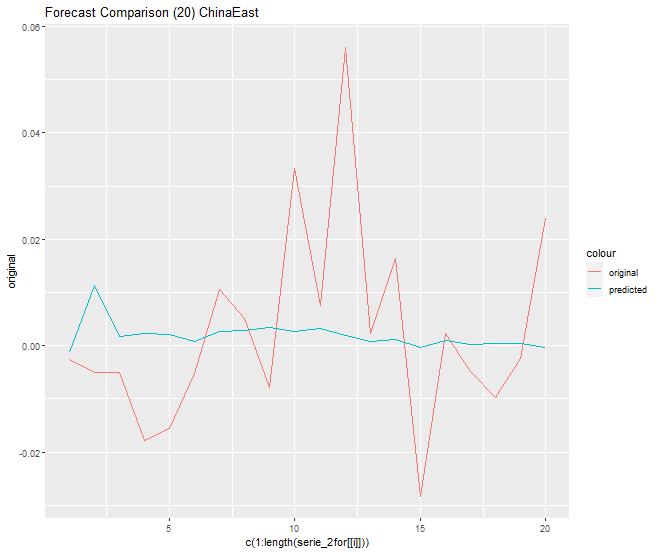 Forecast Comparison (20) ChinaEast
0.06
0.04
0.02
0.00
-0.02
original
5
10
15
20
c(1:length(serie_2for[[i]]))
colour
original
predicted